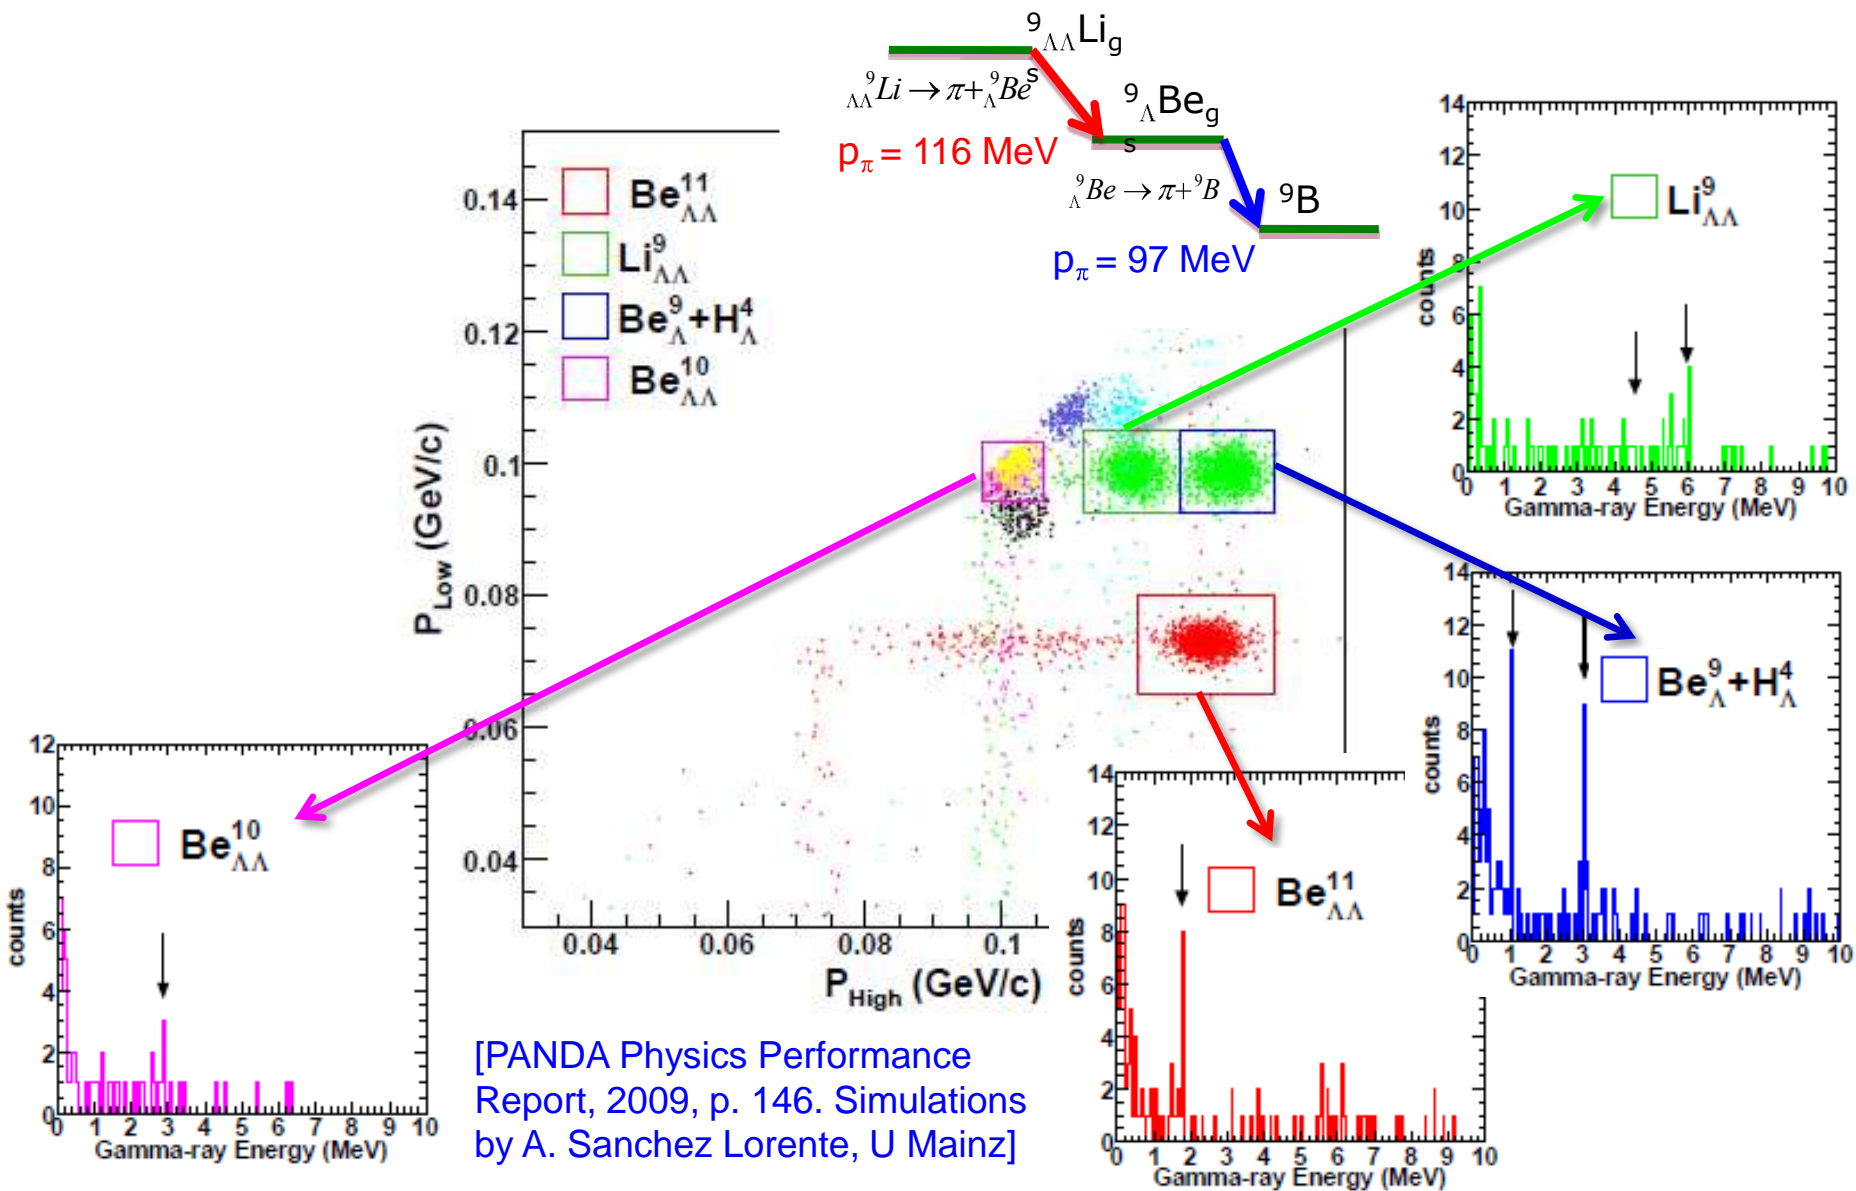 ⁹ΛΛLi_g
s
⁹ΛΛLi → π + ⁹ΛBe
⁹ΛBe_g
s
p_π = 116 MeV
⁹ΛBe → π + ⁹B
⁹B
p_π = 97 MeV
Be¹¹ΛΛ
Li⁹ΛΛ
Be⁹Λ+H⁴Λ
Be¹⁰ΛΛ
0.14
0.12
0.1
0.08
0.06
0.04
P_Low (GeV/c)
0.04 0.06 0.08 0.1
P_High (GeV/c)
14
12
10
8
6
4
2
0
counts
Li⁹ΛΛ
0 1 2 3 4 5 6 7 8 9 10
Gamma-ray Energy (MeV)
14
12
10
8
6
4
2
0
counts
Be⁹Λ+H⁴Λ
0 1 2 3 4 5 6 7 8 9 10
Gamma-ray Energy (MeV)
12
10
8
6
4
2
0
counts
Be¹⁰ΛΛ
0 1 2 3 4 5 6 7 8 9 10
Gamma-ray Energy (MeV)
14
12
10
8
6
4
2
0
counts
Be¹¹ΛΛ
0 1 2 3 4 5 6 7 8 9 10
Gamma-ray Energy (MeV)
[PANDA Physics Performance
Report, 2009, p. 146. Simulations
by A. Sanchez Lorente, U Mainz]